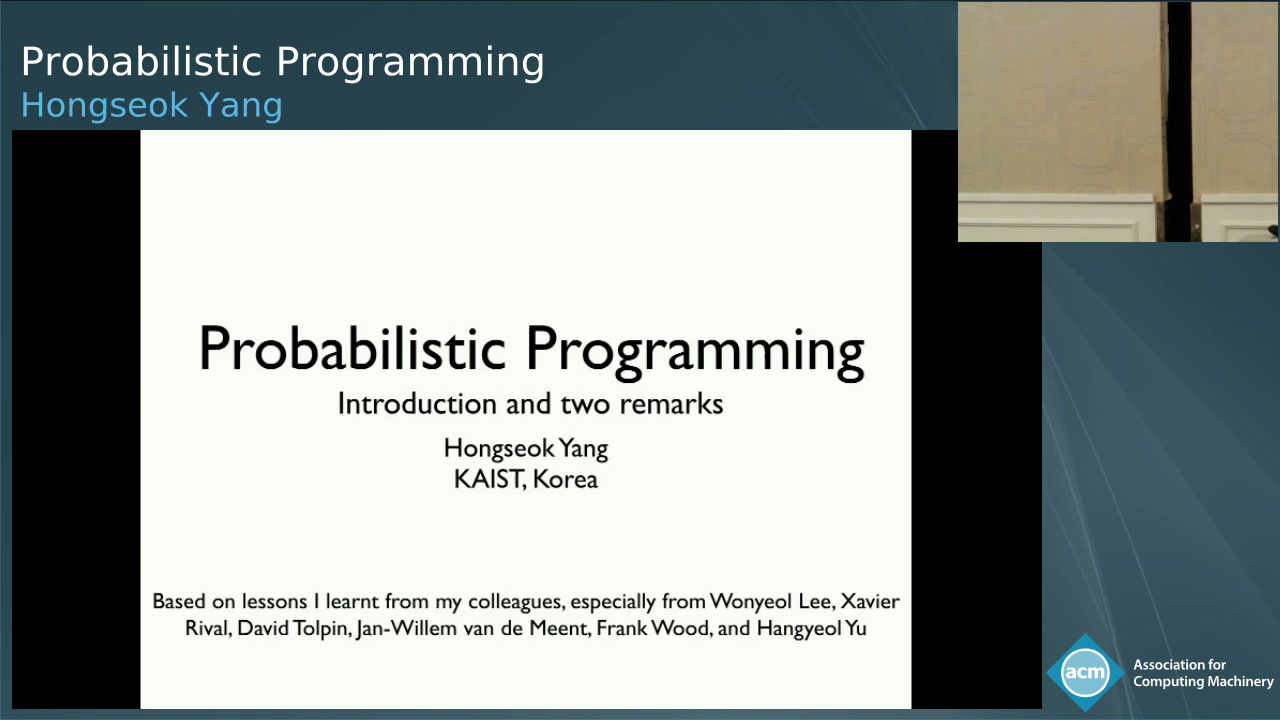 Probabilistic Programming
Hongseok Yang
Probabilistic Programming
Introduction and two remarks
Hongseok Yang
KAIST, Korea
Based on lessons I learnt from my colleagues, especially from Wonyeol Lee, Xavier
Rival, David Tolpin, Jan-Willem van de Meent, Frank Wood, and Hangyeol Yu
acm
Association for
Computing Machinery